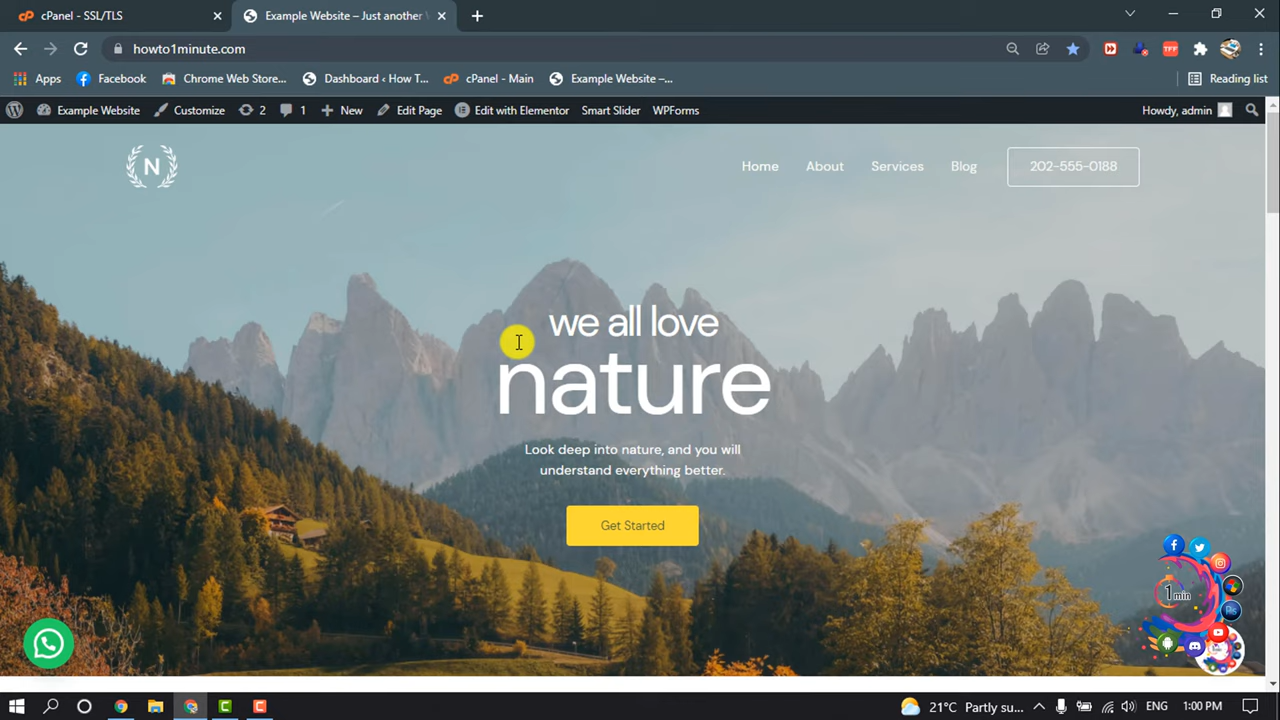 cPanel - SSL/TLS
Example Website – Just another W
howto1minute.com
Apps
Facebook
Chrome Web Store...
Dashboard ‹ How T...
cPanel - Main
Example Website –...
Reading list
Example Website
Customize
2
1
New
Edit Page
Edit with Elementor
Smart Slider
WPForms
Howdy, admin
N
Home
About
Services
Blog
202-555-0188
we all love
nature
Look deep into nature, and you will
understand everything better.
Get Started
1 min
21°C Partly su...
ENG
1:00 PM